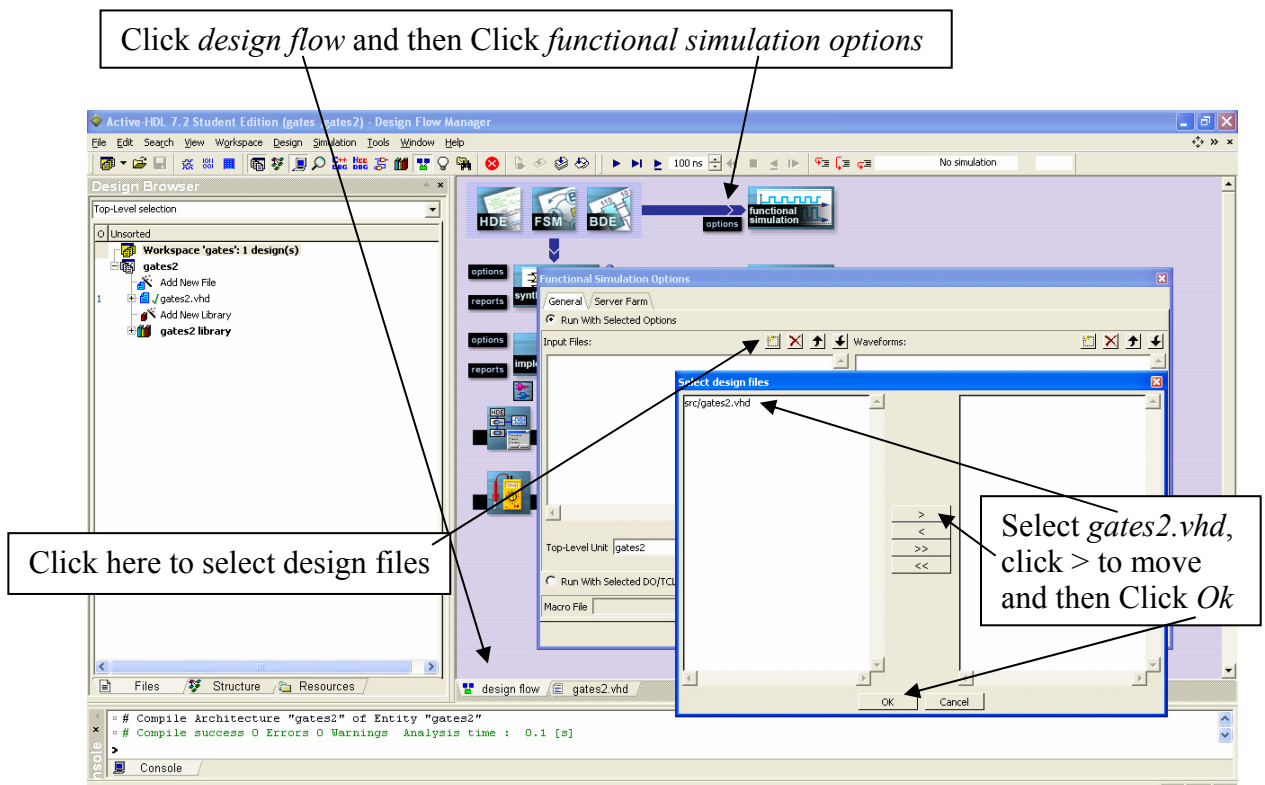 Click design flow and then Click functional simulation options
Active-HDL 7.2 Student Edition (gates ,gates2) - Design Flow Manager
File Edit Search View Workspace Design Simulation Tools Window Help
100 ns
No simulation
Design Browser
Top-Level selection
O Unsorted
Workspace 'gates': 1 design(s)
gates2
Add New File
1 gates2.vhd
Add New Library
gates2 library
Files Structure Resources
HDE FSM BDE
options
functional simulation
options
reports
synt
options
reports
impl
HDE
Functional Simulation Options
General Server Farm
Run With Selected Options
Input Files:
Waveforms:
Top-Level Unit gates2
Run With Selected DO/TCL
Macro File
Select design files
src/gates2.vhd
>
<
>>
<<
OK Cancel
Click here to select design files
Select gates2.vhd,
click > to move
and then Click Ok
design flow gates2.vhd
# Compile Architecture "gates2" of Entity "gates2"
# Compile success 0 Errors 0 Warnings Analysis time : 0.1 [s]
>
Console